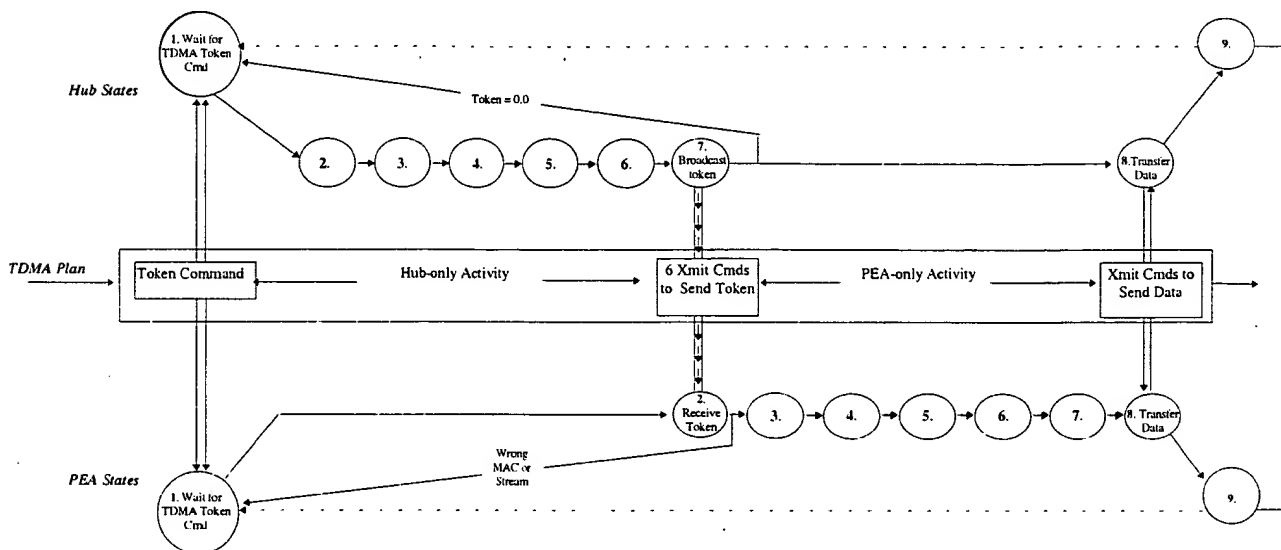 1. Wait for
TDMA Token
Cmd
9.
Hub States
Token = 0.0
2.
3.
4.
5.
6.
7.
Broadcast
token
8.Transfer
Data
TDMA Plan
Token Command
Hub-only Activity
6 Xmit Cmds
to Send Token
PEA-only Activity
Xmit Cmds to
Send Data
2.
Receive
Token
3.
4.
5.
6.
7.
8. Transfer
Data
Wrong
MAC or
Stream
PEA States
1. Wait for
TDMA Token
Cmd
9.